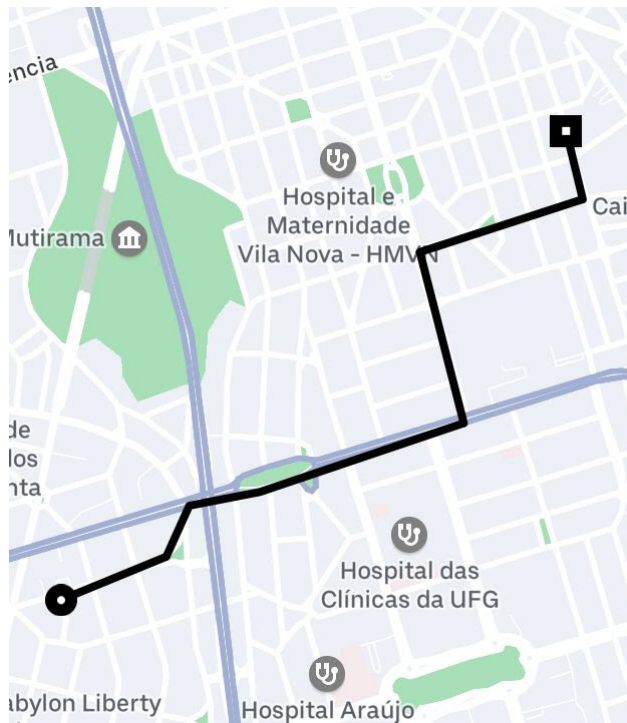 encia
Hospital e
Maternidade
Vila Nova - HMVN
Mutirama
Cai
de
los
nta,
Hospital das
Clínicas da UFG
abylon Liberty
Hospital Araújo